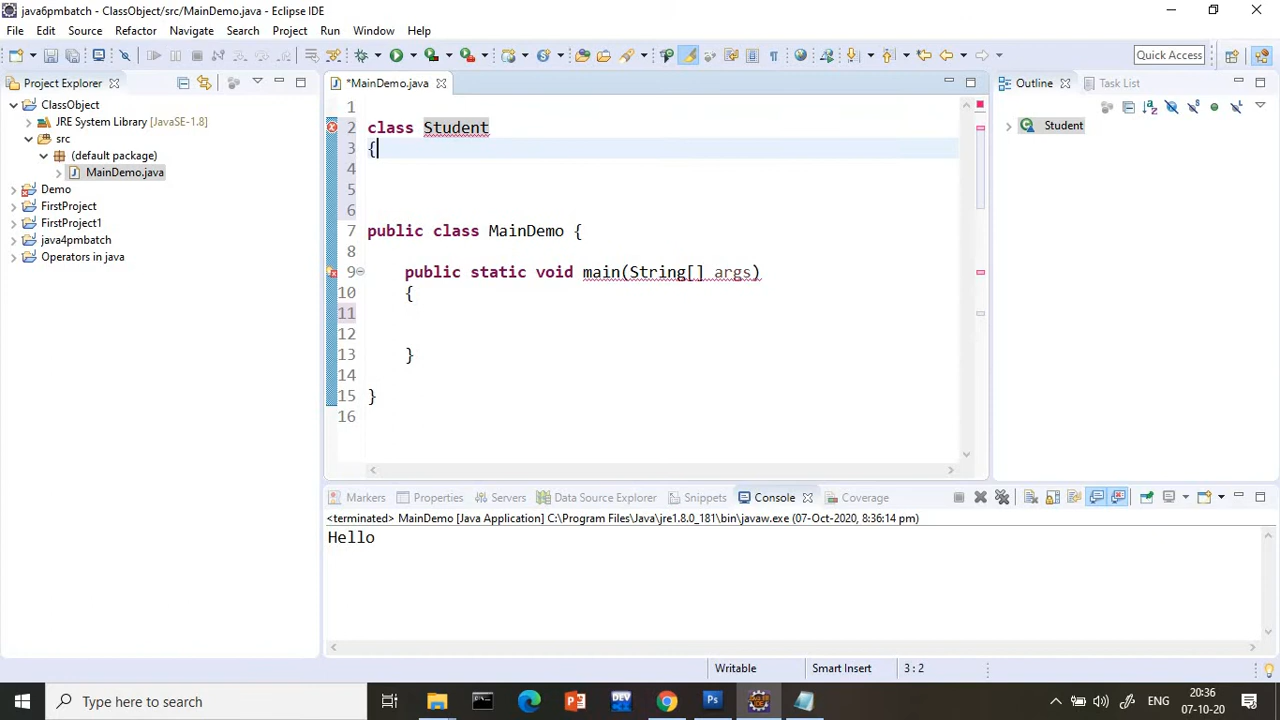 java6pmbatch - ClassObject/src/MainDemo.java - Eclipse IDE
File Edit Source Refactor Navigate Search Project Run Window Help
Quick Access
Project Explorer
*MainDemo.java
Outline Task List
ClassObject
JRE System Library [JavaSE-1.8]
src
(default package)
MainDemo.java
Demo
FirstProject
FirstProject1
java4pmbatch
Operators in java
1
2 class Student
3 {
4
5
6
7 public class MainDemo {
8
9 public static void main(String[] args)
10 {
11
12
13 }
14
15 }
16
Student
Markers Properties Servers Data Source Explorer Snippets Console Coverage
<terminated> MainDemo [Java Application] C:\Program Files\Java\jre1.8.0_181\bin\javaw.exe (07-Oct-2020, 8:36:14 pm)
Hello
Writable Smart Insert 3 : 2
Type here to search
ENG
20:36
07-10-20